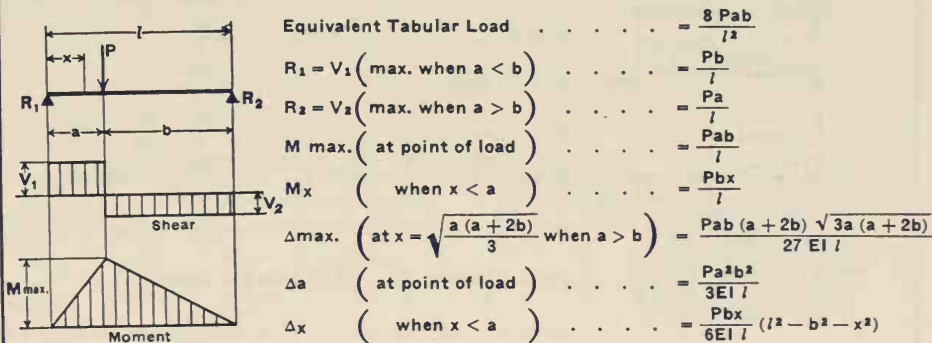 l
x
P
R₁
R₂
a
b
V₁
V₂
Shear
M max.
Moment
Equivalent Tabular Load . . . . . = 8 Pab / l²
R₁ = V₁ ( max. when a < b ) . . . . = Pb / l
R₂ = V₂ ( max. when a > b ) . . . . = Pa / l
M max. ( at point of load ) . . . . = Pab / l
Mx ( when x < a ) . . . . = Pbx / l
Δmax. ( at x = √ a (a + 2b) / 3 when a > b ) = Pab (a + 2b) √ 3a (a + 2b) / 27 EI l
Δa ( at point of load ) . . . . = Pa²b² / 3EI l
Δx ( when x < a ) . . . . = Pbx / 6EI l (l² − b² − x²)